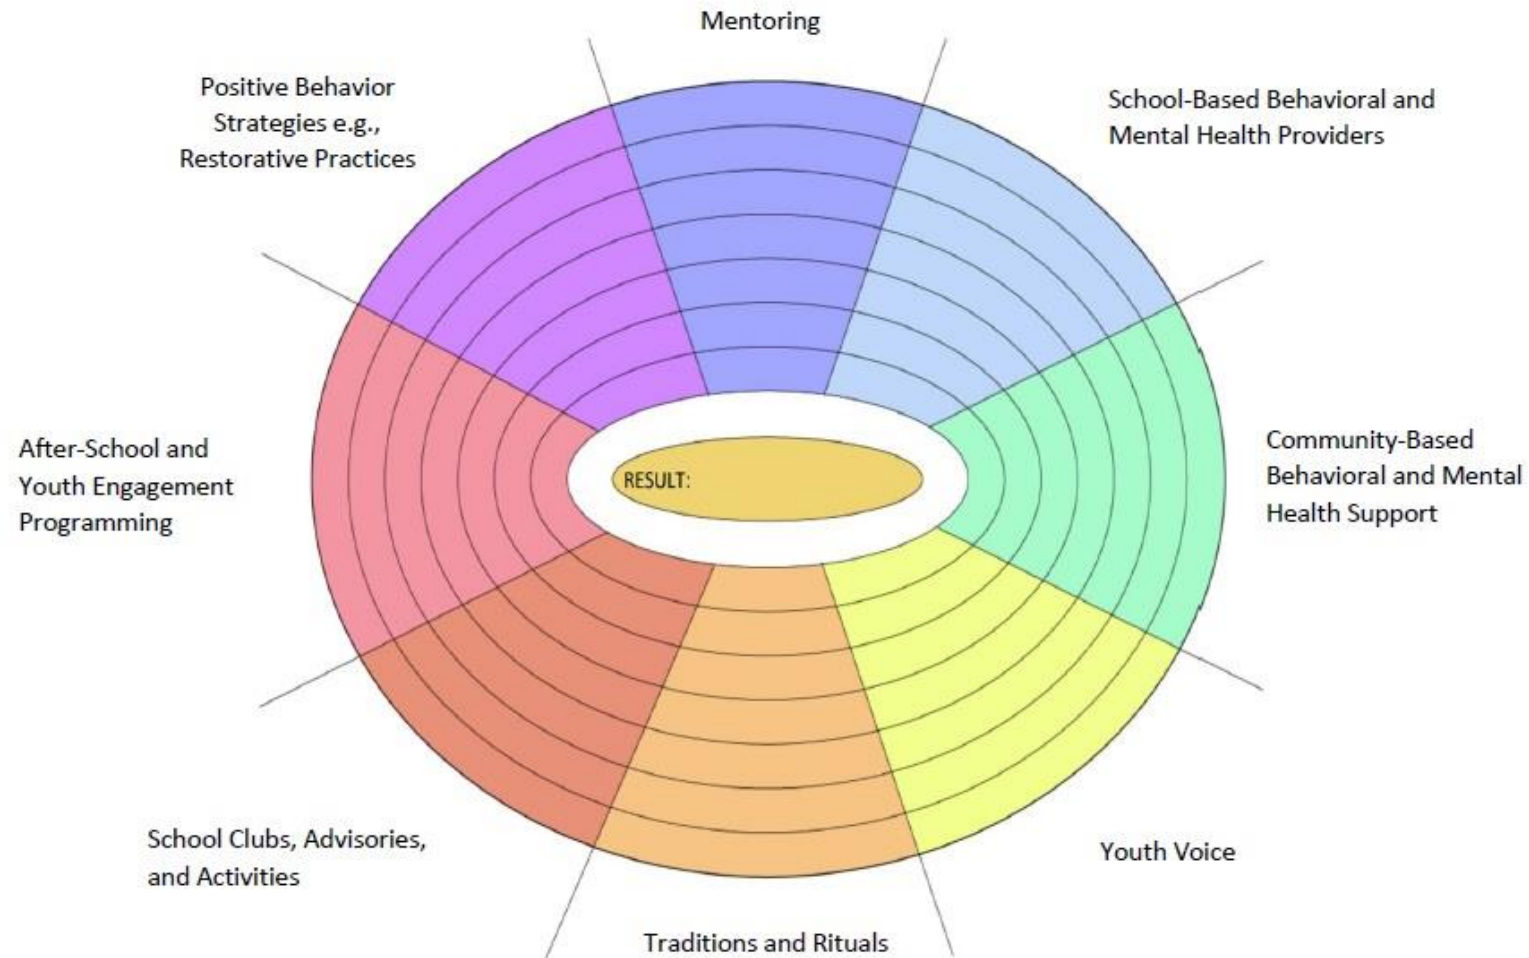 Mentoring
Positive Behavior
Strategies e.g.,
Restorative Practices
School-Based Behavioral and
Mental Health Providers
After-School and
Youth Engagement
Programming
RESULT:
Community-Based
Behavioral and Mental
Health Support
School Clubs, Advisories,
and Activities
Youth Voice
Traditions and Rituals